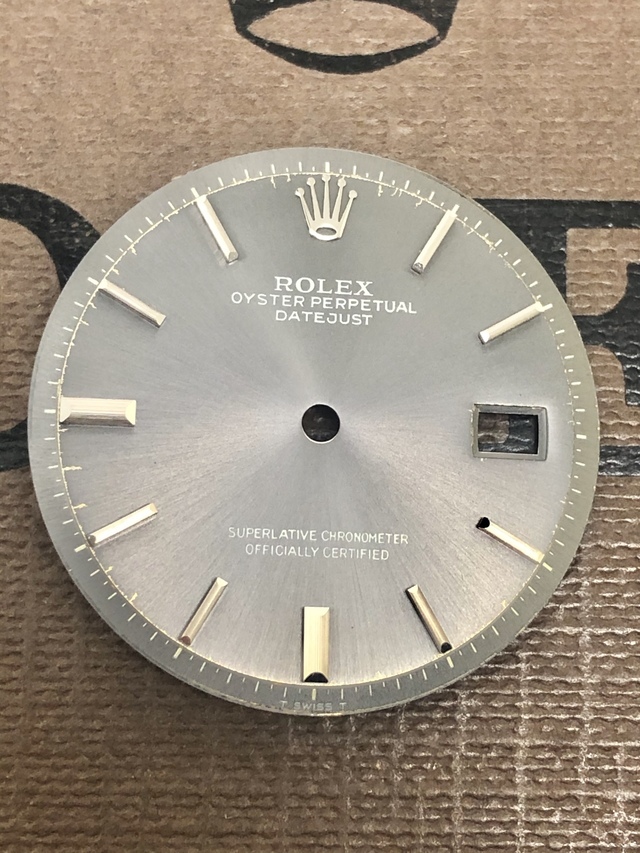 ROLEX
OYSTER PERPETUAL
DATEJUST
SUPERLATIVE CHRONOMETER
OFFICIALLY CERTIFIED
T SWISS T